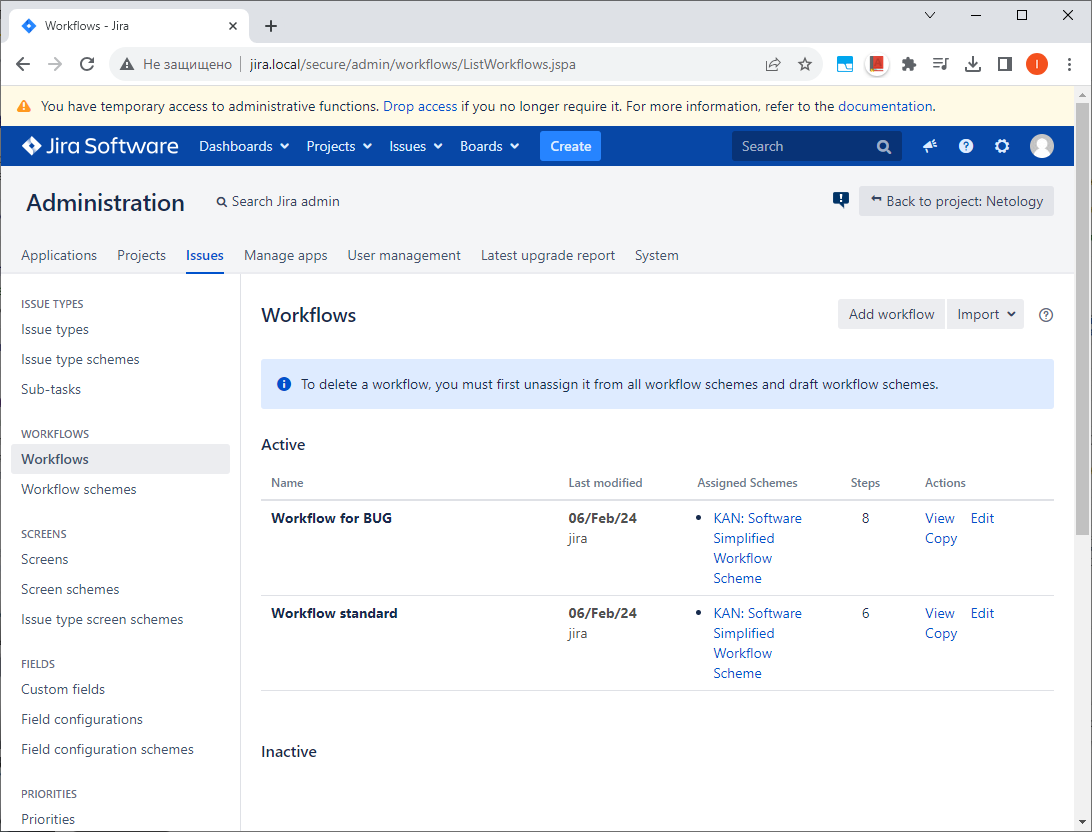 Workflows - Jira
Не защищено jira.local/secure/admin/workflows/ListWorkflows.jspa
You have temporary access to administrative functions. Drop access if you no longer require it. For more information, refer to the documentation.
Jira Software Dashboards Projects Issues Boards Create Search
Administration Search Jira admin Back to project: Netology
Applications Projects Issues Manage apps User management Latest upgrade report System
ISSUE TYPES
Issue types
Issue type schemes
Sub-tasks
WORKFLOWS
Workflows
Workflow schemes
SCREENS
Screens
Screen schemes
Issue type screen schemes
FIELDS
Custom fields
Field configurations
Field configuration schemes
PRIORITIES
Priorities
Workflows Add workflow Import
To delete a workflow, you must first unassign it from all workflow schemes and draft workflow schemes.
Active
Name Last modified Assigned Schemes Steps Actions
Workflow for BUG 06/Feb/24 • KAN: Software 8 View Edit
jira Simplified Copy
Workflow
Scheme
Workflow standard 06/Feb/24 • KAN: Software 6 View Edit
jira Simplified Copy
Workflow
Scheme
Inactive